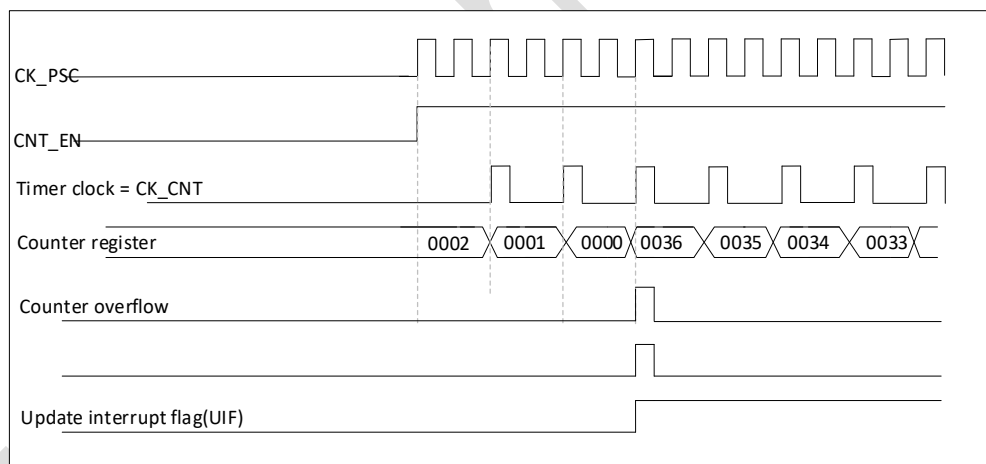 CK_PSC
CNT_EN
Timer clock = CK_CNT
Counter register 0002 0001 0000 0036 0035 0034 0033
Counter overflow
Update interrupt flag(UIF)